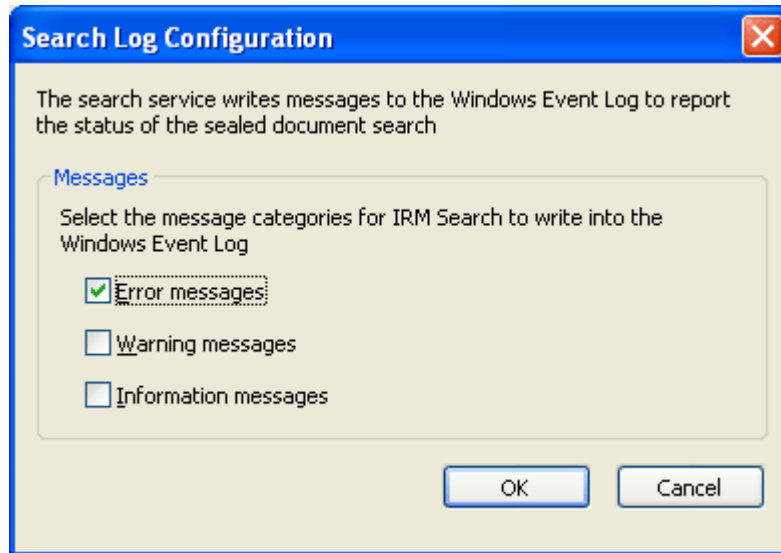 Search Log Configuration
The search service writes messages to the Windows Event Log to report
the status of the sealed document search
Messages
Select the message categories for IRM Search to write into the
Windows Event Log
Error messages
Warning messages
Information messages
OK Cancel